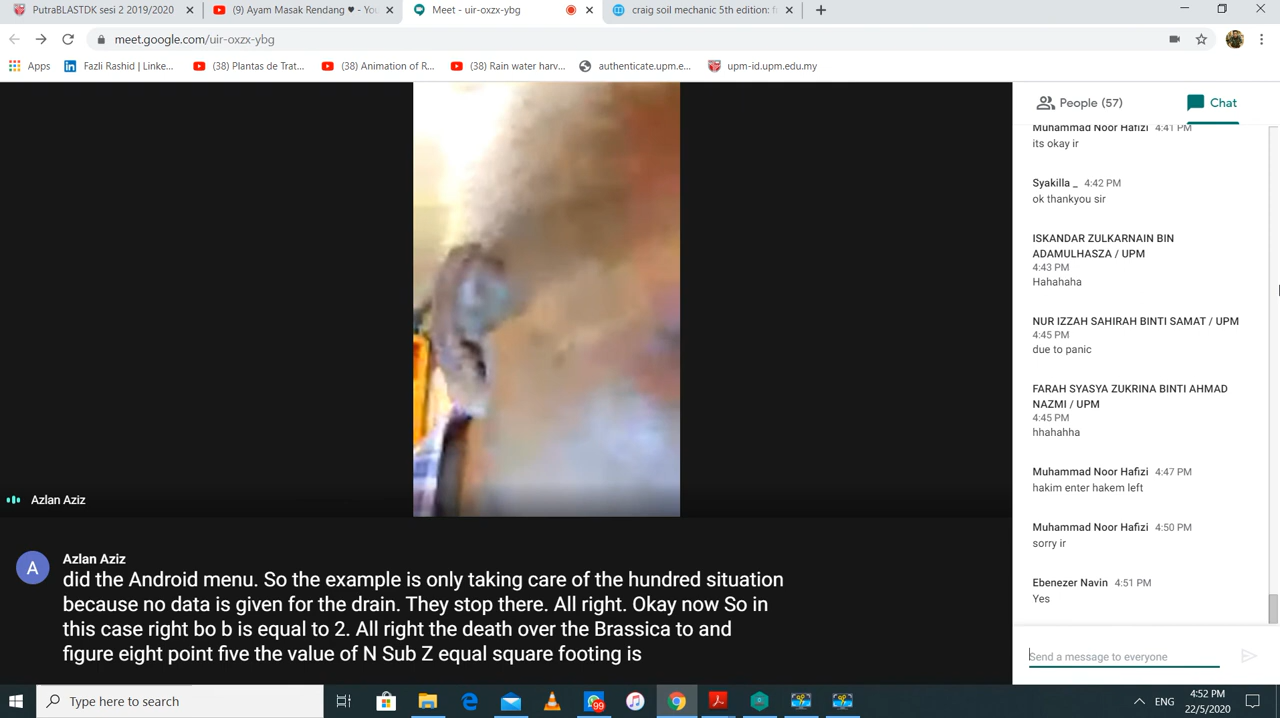 PutraBLASTDK sesi 2 2019/2020
(9) Ayam Masak Rendang ♥ - You
Meet - uir-oxzx-ybg
craig soil mechanic 5th edition: f
meet.google.com/uir-oxzx-ybg
Apps
Fazli Rashid | Linke...
(38) Plantas de Trat...
(38) Animation of R...
(38) Rain water harv...
authenticate.upm.e...
upm-id.upm.edu.my
People (57)
Chat
Muhammad Noor Hafizi 4:41 PM
its okay ir
Syakilla _ 4:42 PM
ok thankyou sir
ISKANDAR ZULKARNAIN BIN
ADAMULHASZA / UPM
4:43 PM
Hahahaha
NUR IZZAH SAHIRAH BINTI SAMAT / UPM
4:45 PM
due to panic
FARAH SYASYA ZUKRINA BINTI AHMAD
NAZMI / UPM
4:45 PM
hhahahha
Muhammad Noor Hafizi 4:47 PM
hakim enter hakem left
Muhammad Noor Hafizi 4:50 PM
sorry ir
Ebenezer Navin 4:51 PM
Yes
Send a message to everyone
Azlan Aziz
A
Azlan Aziz
did the Android menu. So the example is only taking care of the hundred situation
because no data is given for the drain. They stop there. All right. Okay now So in
this case right bo b is equal to 2. All right the death over the Brassica to and
figure eight point five the value of N Sub Z equal square footing is
Type here to search
99
ENG
4:52 PM
22/5/2020